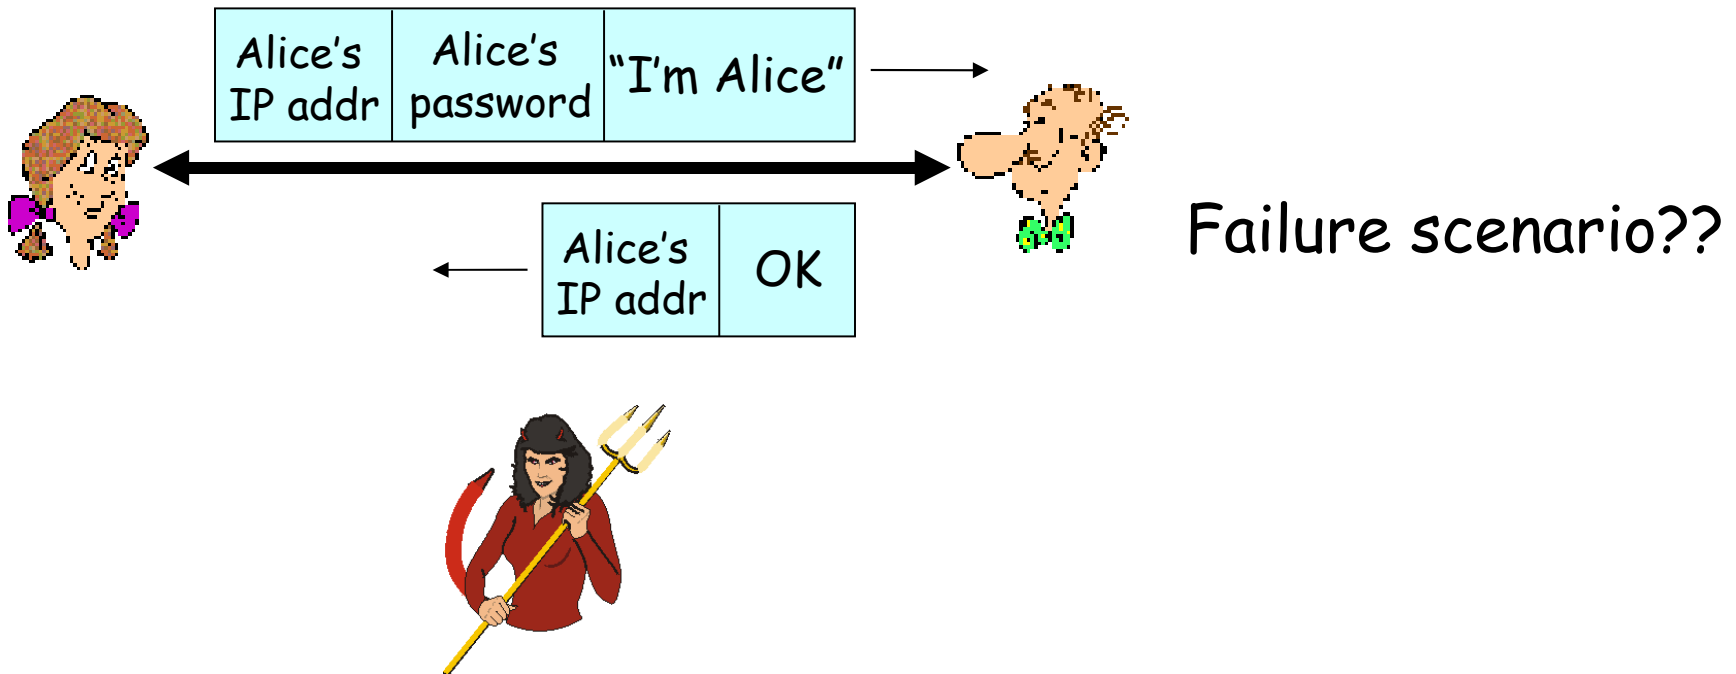 Alice’s
IP addr
Alice’s
password
“I’m Alice”
Alice’s
IP addr
OK
Failure scenario??